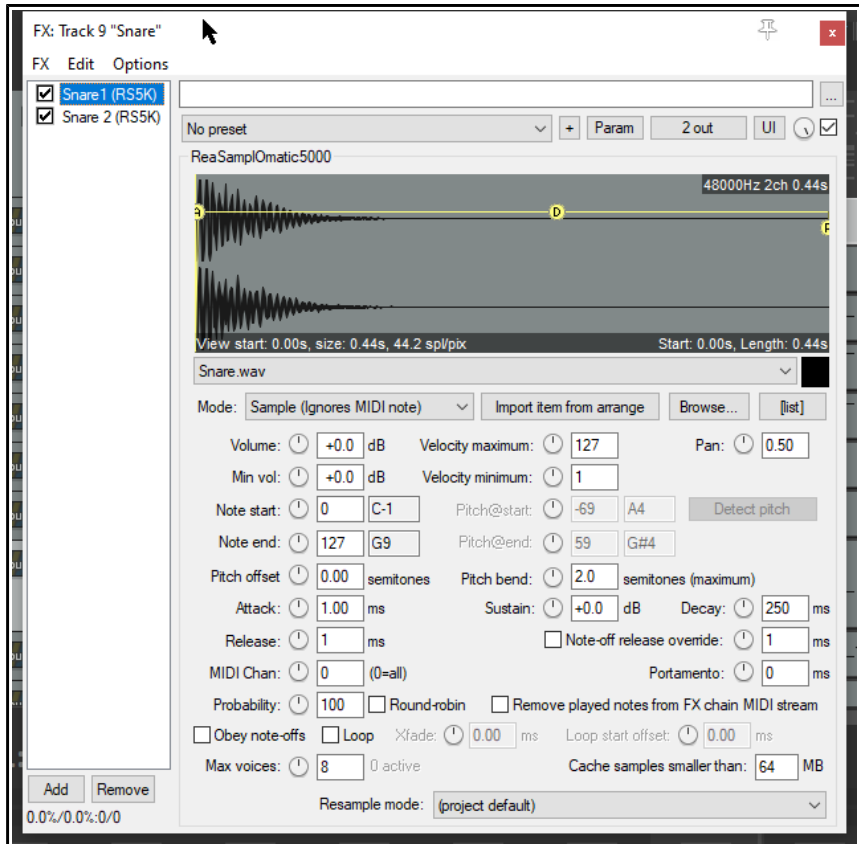 FX: Track 9 "Snare"
x
FX Edit Options
Snare1 (RS5K)
Snare 2 (RS5K)
...
No preset + Param 2 out UI
ReaSamplOmatic5000
48000Hz 2ch 0.44s
A D
View start: 0.00s, size: 0.44s, 44.2 spl/pix Start: 0.00s, Length: 0.44s
Snare.wav
Mode: Sample (Ignores MIDI note) Import item from arrange Browse... [list]
Volume: +0.0 dB Velocity maximum: 127 Pan: 0.50
Min vol: +0.0 dB Velocity minimum: 1
Note start: 0 C-1 Pitch@start: -69 A4 Detect pitch
Note end: 127 G9 Pitch@end: 59 G#4
Pitch offset 0.00 semitones Pitch bend: 2.0 semitones (maximum)
Attack: 1.00 ms Sustain: +0.0 dB Decay: 250 ms
Release: 1 ms Note-off release override: 1 ms
MIDI Chan: 0 (0=all) Portamento: 0 ms
Probability: 100 Round-robin Remove played notes from FX chain MIDI stream
Obey note-offs Loop Xfade: 0.00 ms Loop start offset: 0.00 ms
Max voices: 8 0 active Cache samples smaller than: 64 MB
Resample mode: (project default)
Add Remove
0.0%/0.0%:0/0